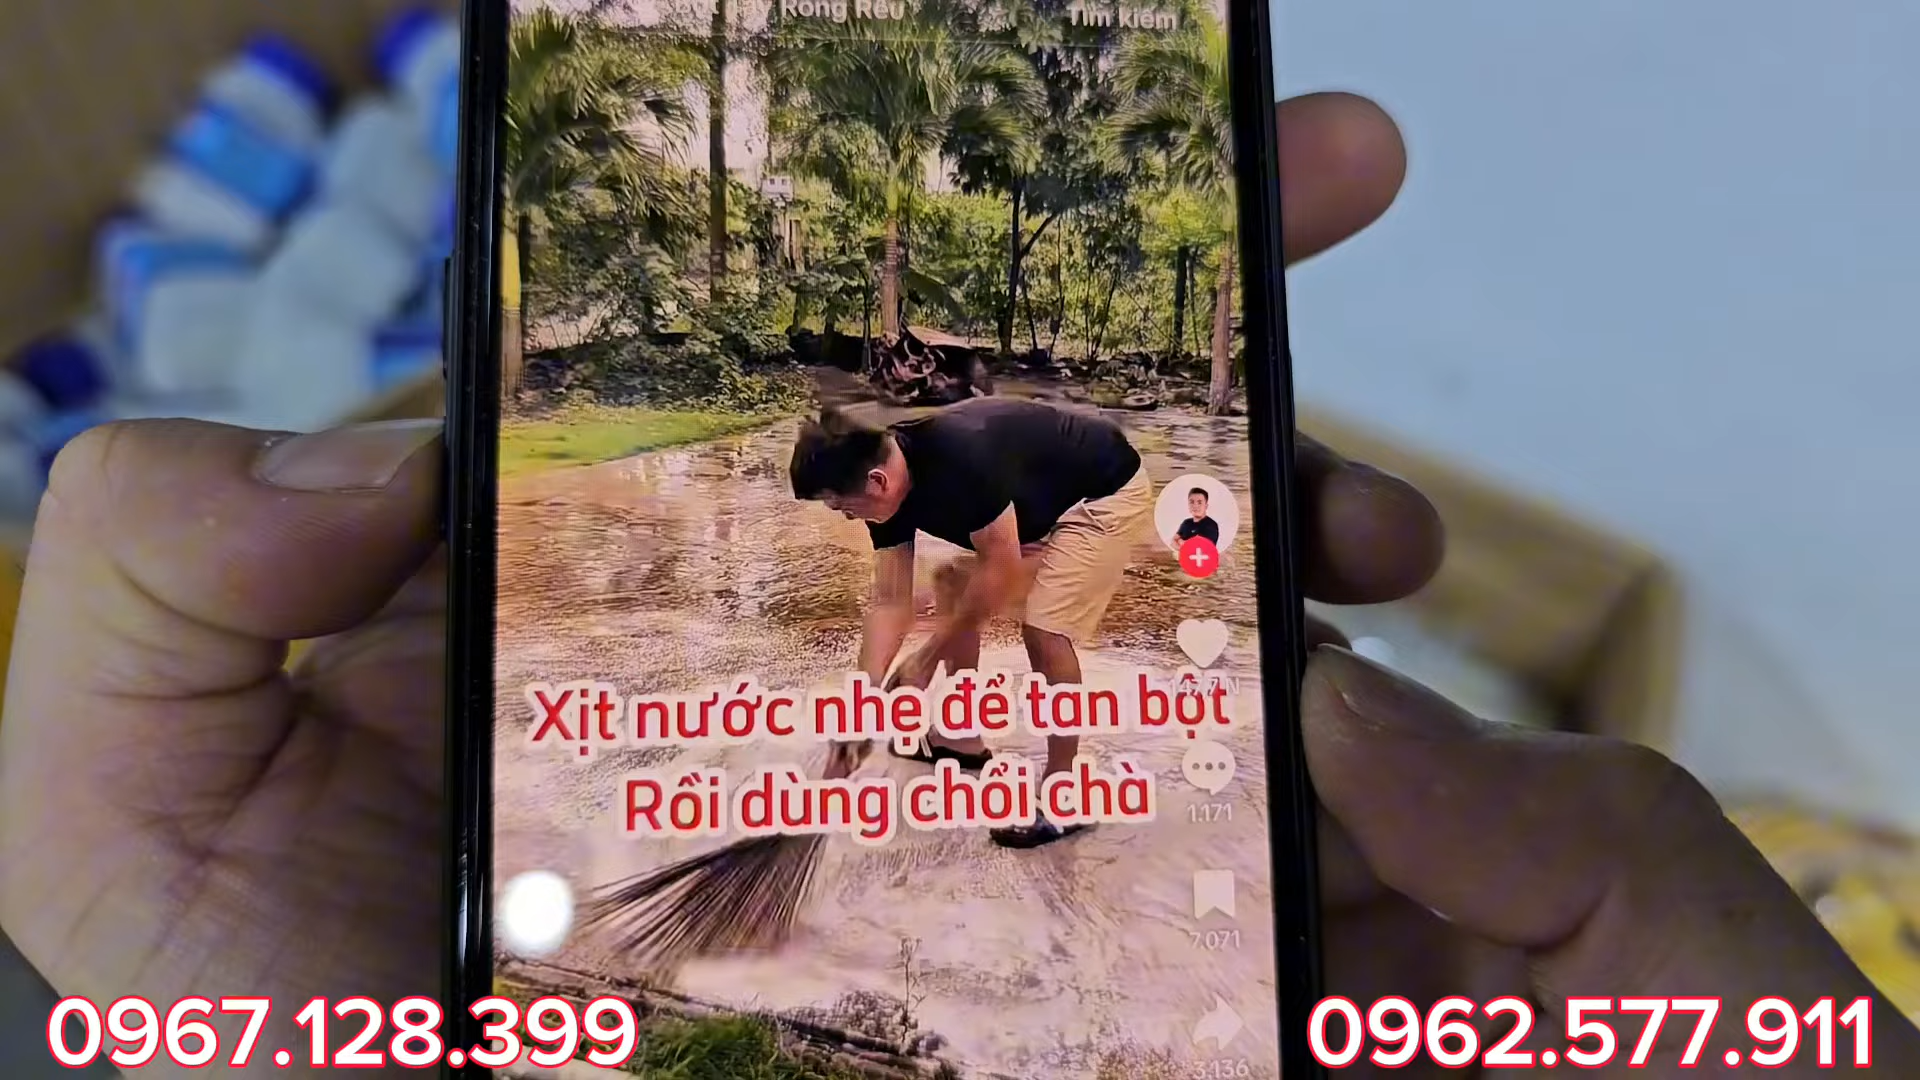 Rong Rêu
Tìm kiếm
Xịt nước nhẹ để tan bột
Rồi dùng chổi chà
1.171
7.071
3.136
0967.128.399
0962.577.911